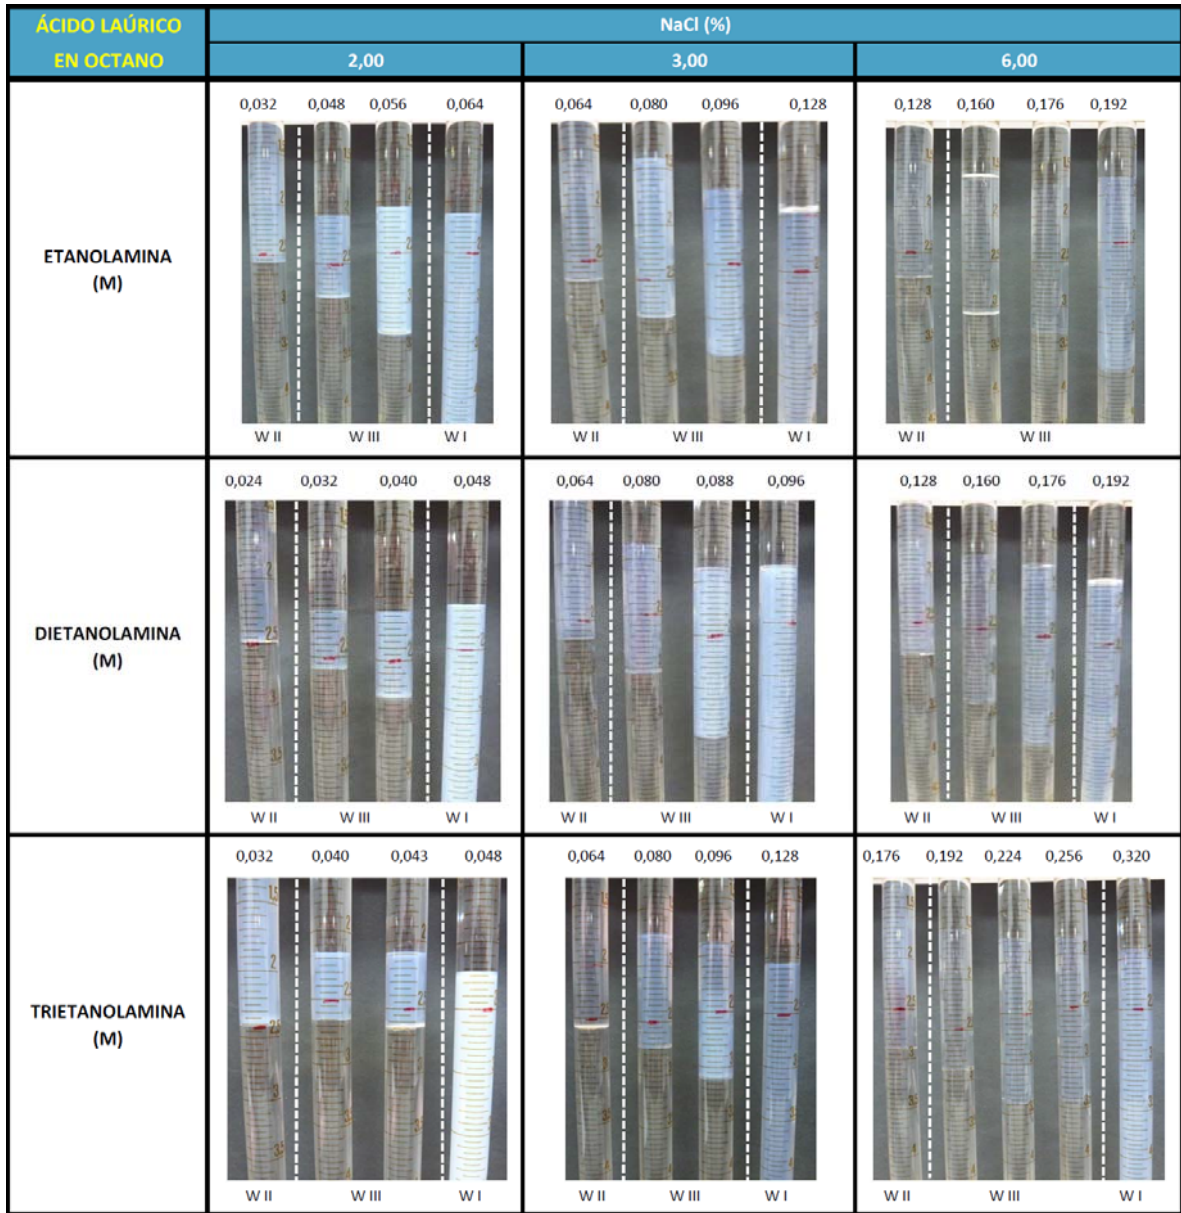 ÁCIDO LAÚRICO
EN OCTANO
NaCl (%)
2,00 3,00 6,00
ETANOLAMINA
(M)
0,032 0,048 0,056 0,064
W II W III W I
0,064 0,080 0,096 0,128
W II W III W I
0,128 0,160 0,176 0,192
W II W III
DIETANOLAMINA
(M)
0,024 0,032 0,040 0,048
W II W III W I
0,064 0,080 0,088 0,096
W II W III W I
0,128 0,160 0,176 0,192
W II W III W I
TRIETANOLAMINA
(M)
0,032 0,040 0,043 0,048
W II W III W I
0,064 0,080 0,096 0,128
W II W III W I
0,176 0,192 0,224 0,256 0,320
W II W III W I